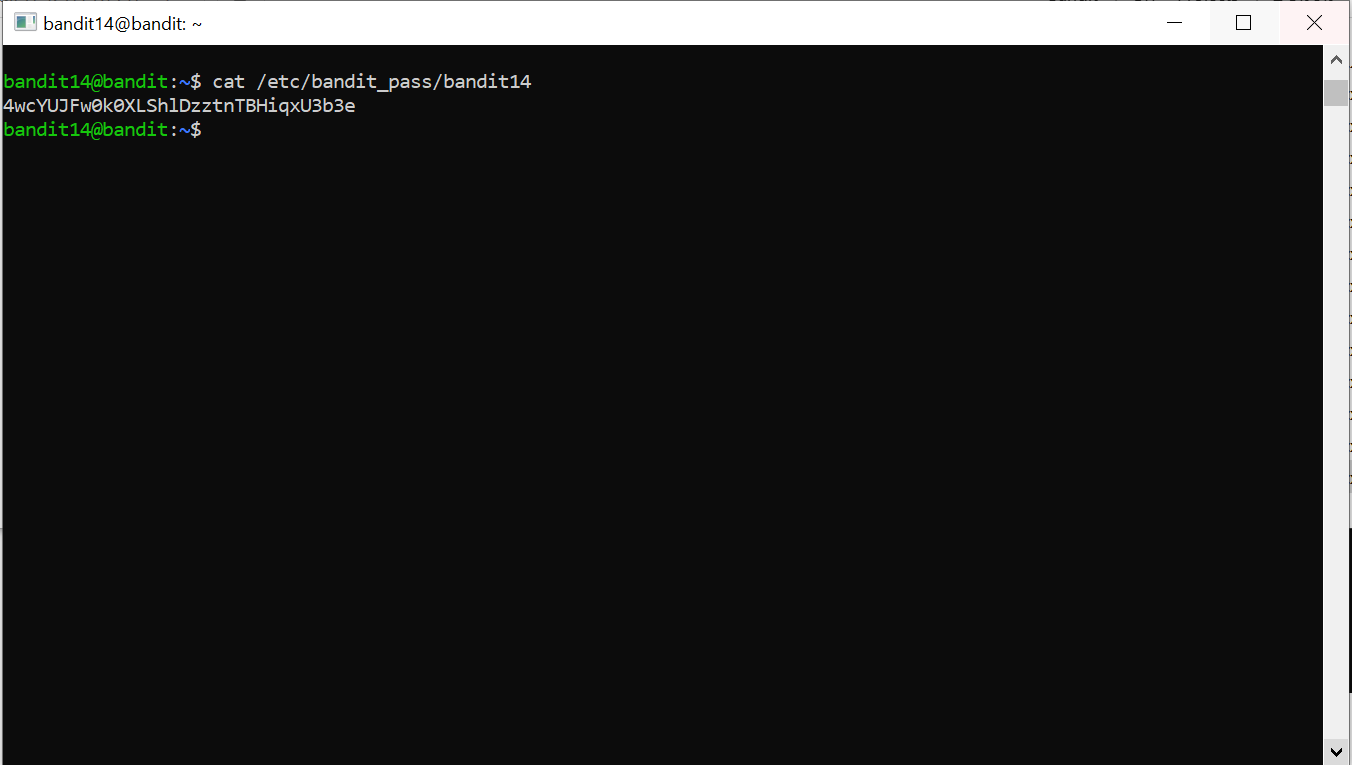 bandit14@bandit: ~
bandit14@bandit:~$ cat /etc/bandit_pass/bandit14
4wcYUJFw0k0XLShlDzztnTBHiqxU3b3e
bandit14@bandit:~$